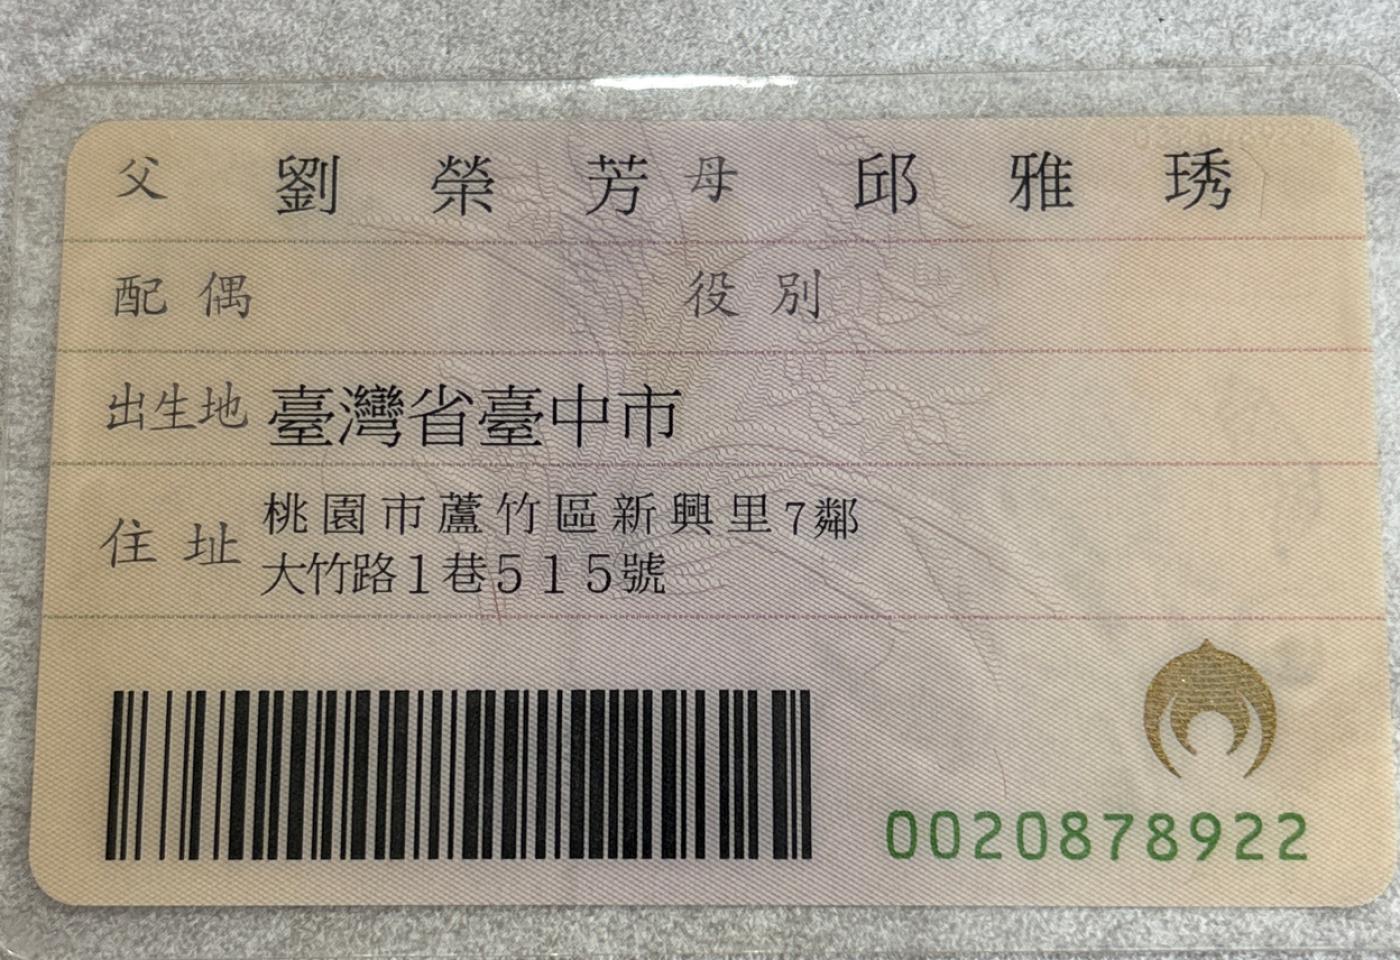 父 劉榮芳 母 邱雅琇
配偶 役別
出生地 臺灣省臺中市
住址 桃園市蘆竹區新興里7鄰
大竹路1巷515號
0020878922